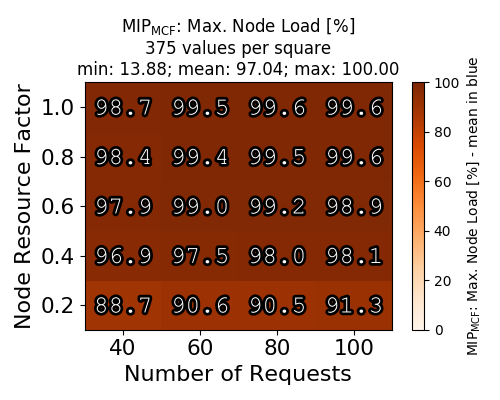 MIP_MCF: Max. Node Load [%]
375 values per square
min: 13.88; mean: 97.04; max: 100.00
Node Resource Factor
1.0 98.7 99.5 99.6 99.6
0.8 98.4 99.4 99.5 99.6
0.6 97.9 99.0 99.2 98.9
0.4 96.9 97.5 98.0 98.1
0.2 88.7 90.6 90.5 91.3
40 60 80 100
Number of Requests
100
80
60
40
20
0
MIP_MCF: Max. Node Load [%] - mean in blue